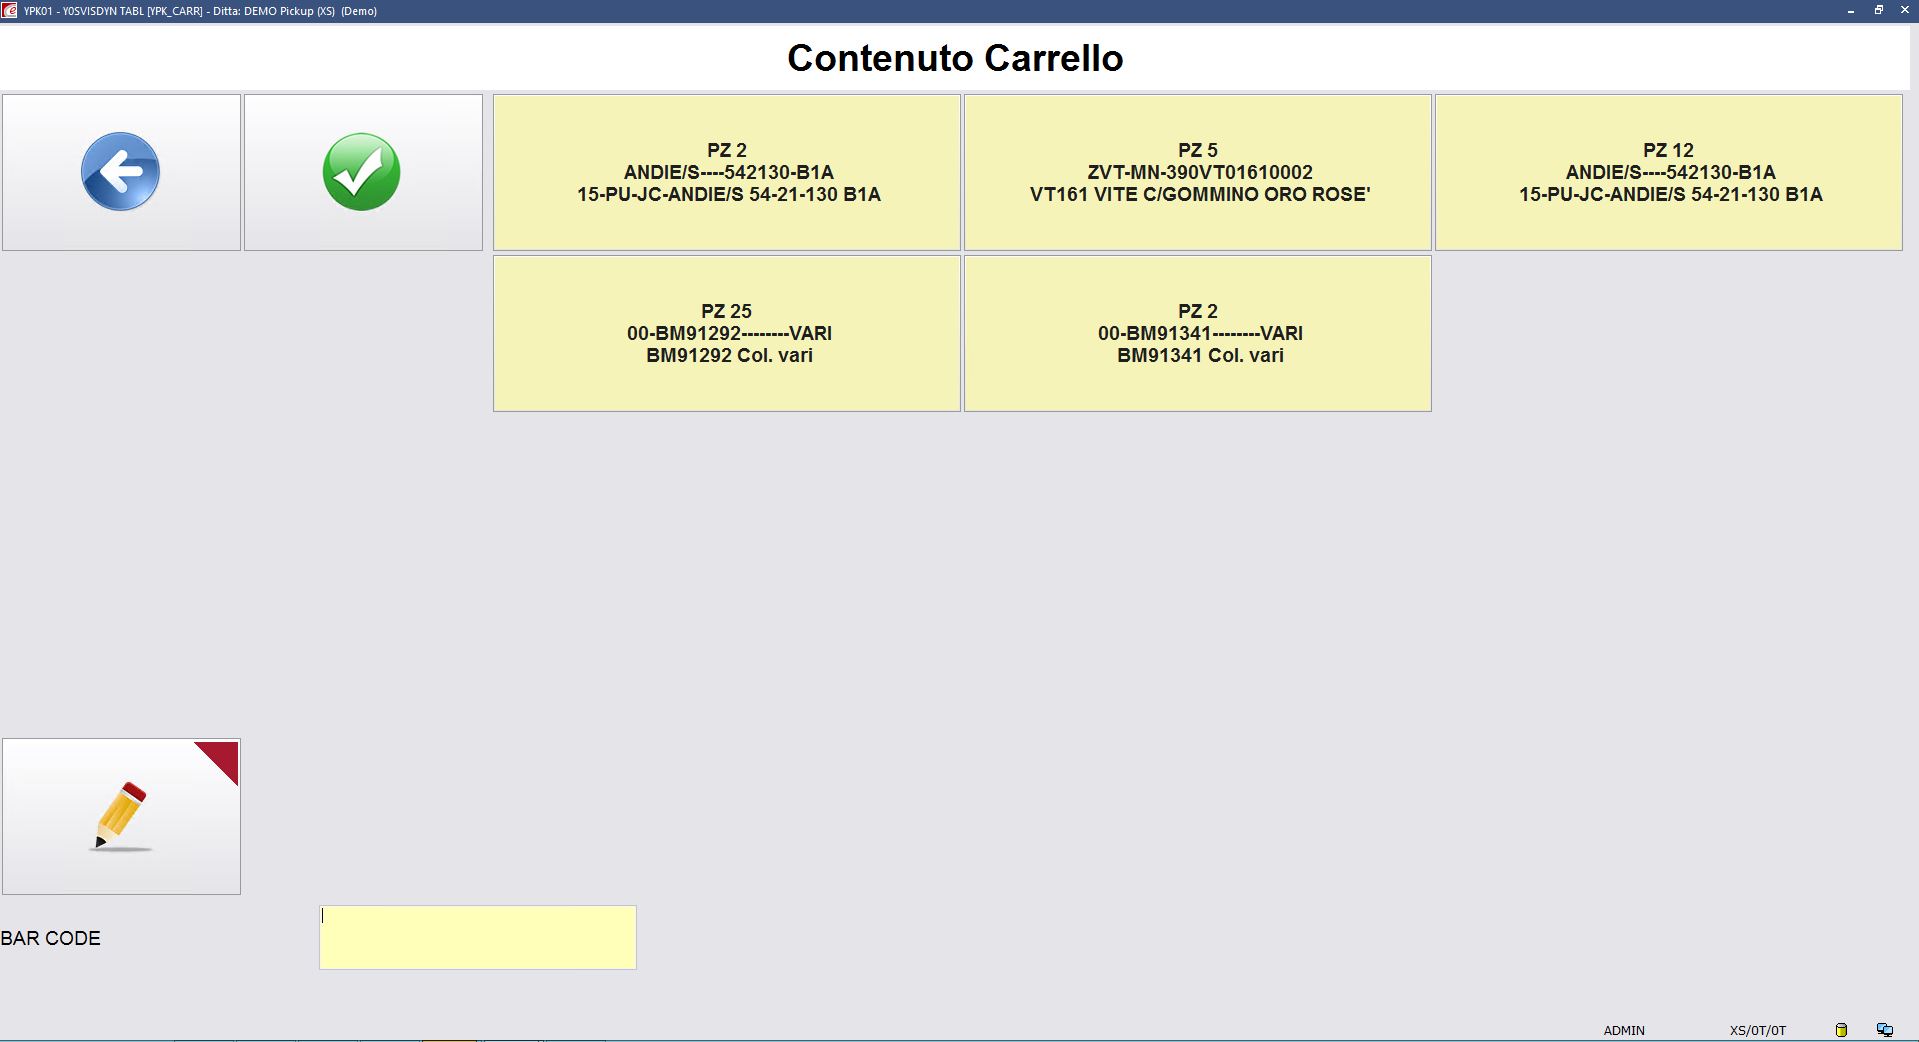 YPK01 - Y0SVISDYN TABL [YPK_CARR] - Ditta: DEMO Pickup (XS)  (Demo)
Contenuto Carrello
PZ 2
ANDIE/S----542130-B1A
15-PU-JC-ANDIE/S 54-21-130 B1A
PZ 5
ZVT-MN-390VT01610002
VT161 VITE C/GOMMINO ORO ROSE'
PZ 12
ANDIE/S----542130-B1A
15-PU-JC-ANDIE/S 54-21-130 B1A
PZ 25
00-BM91292--------VARI
BM91292 Col. vari
PZ 2
00-BM91341--------VARI
BM91341 Col. vari
BAR CODE
ADMIN
XS/0T/0T